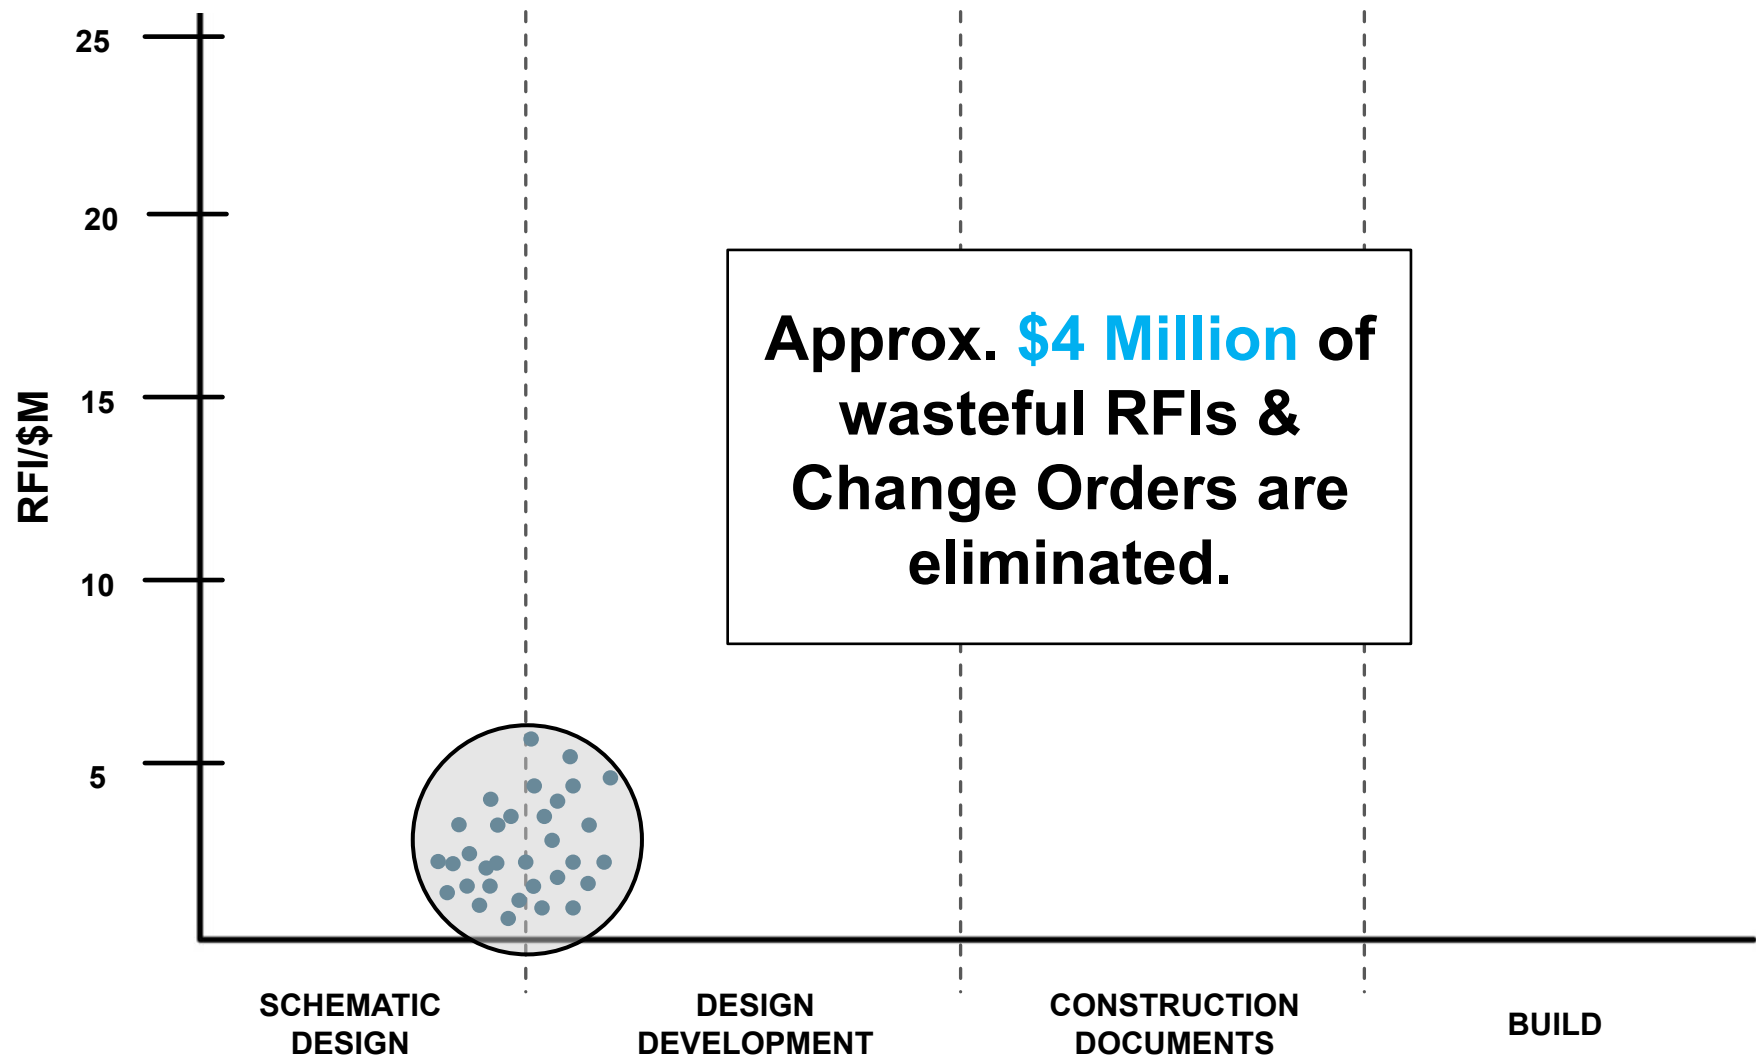 25
20
15
10
5
RFI/$M
Approx. $4 Million of
wasteful RFIs &
Change Orders are
eliminated.
SCHEMATIC
DESIGN
DESIGN
DEVELOPMENT
CONSTRUCTION
DOCUMENTS
BUILD